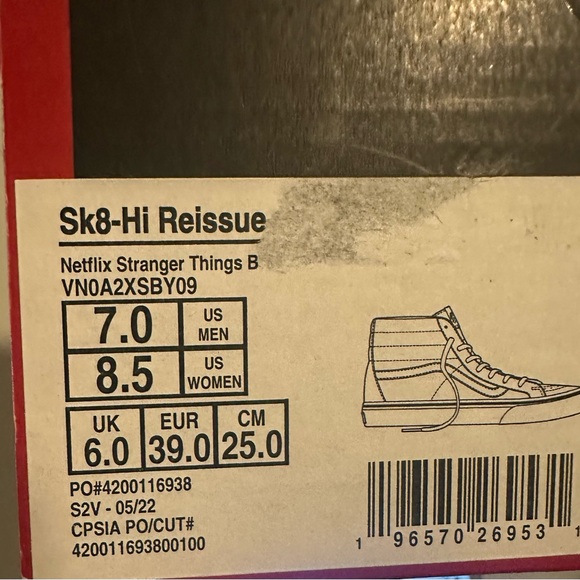 Sk8-Hi Reissue
Netflix Stranger Things B
VN0A2XSBY09
7.0 US MEN
8.5 US WOMEN
UK EUR CM
6.0 39.0 25.0
PO#4200116938
S2V - 05/22
CPSIA PO/CUT#
420011693800100
1 96570 26953 1